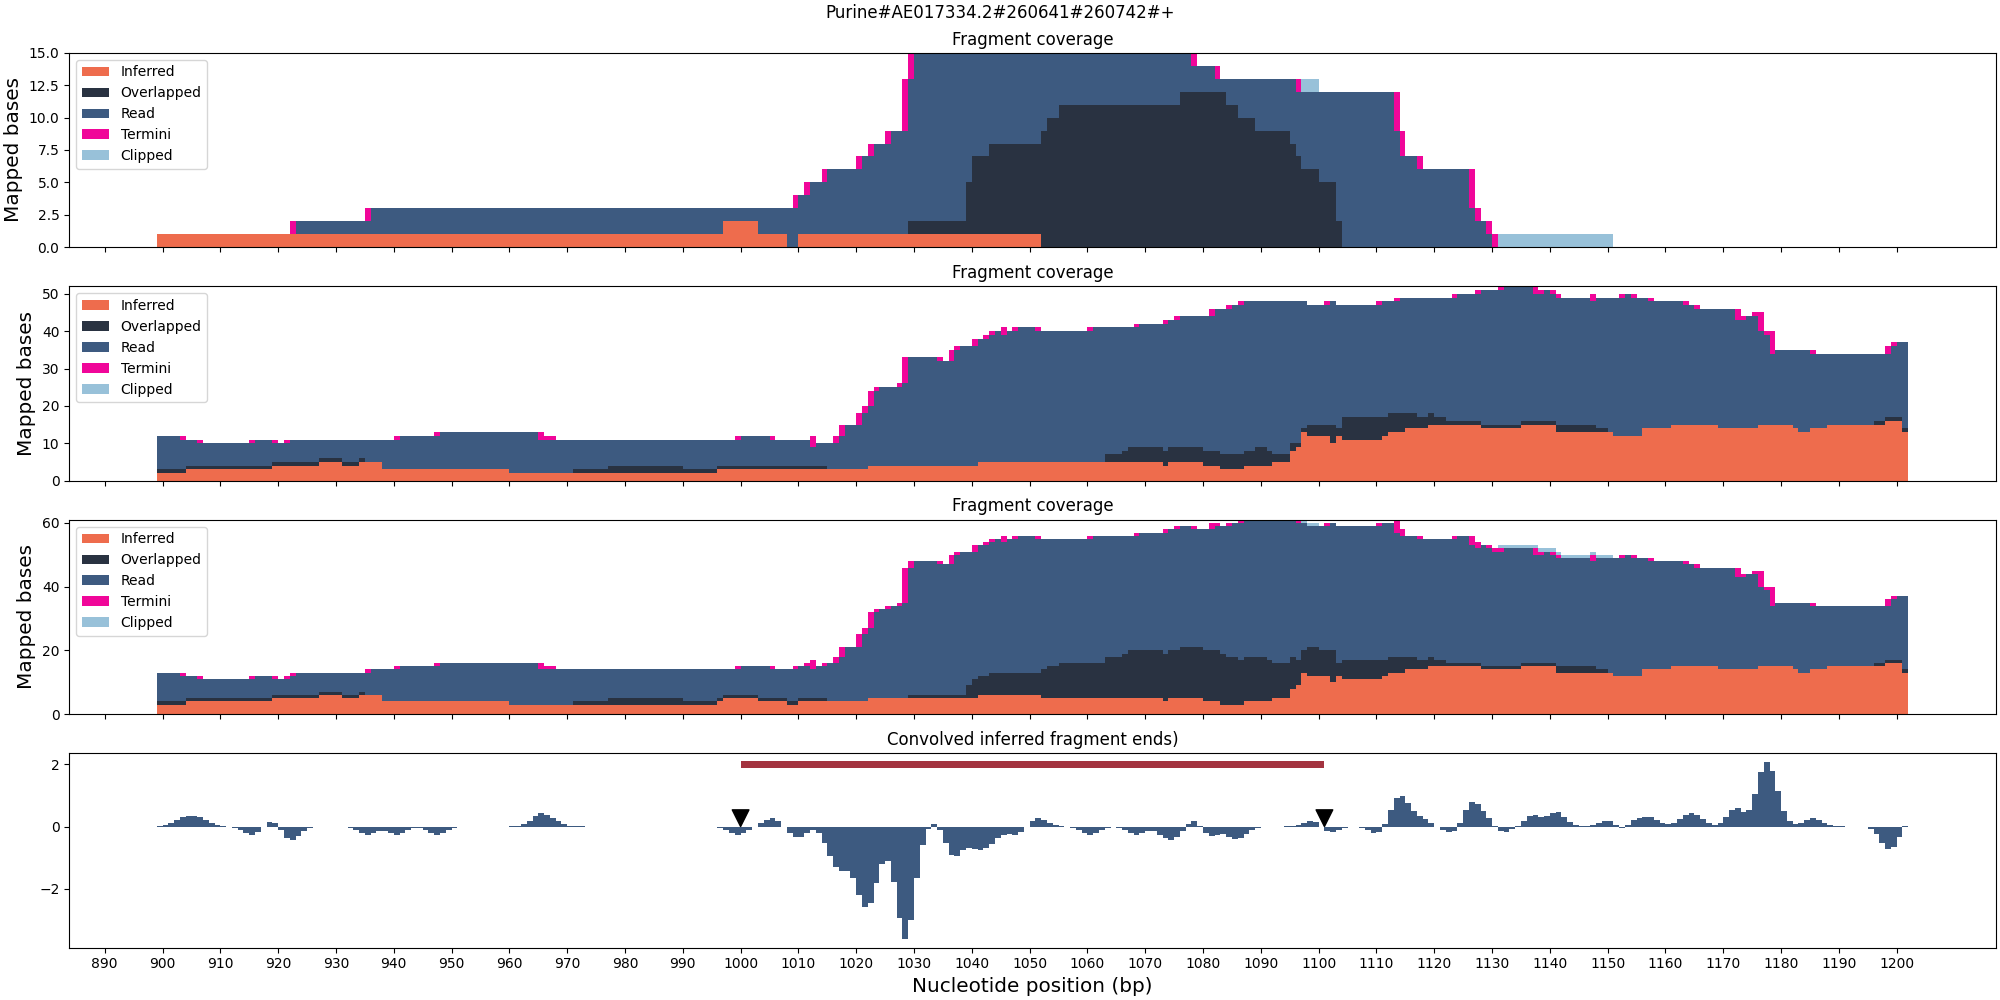 Purine#AE017334.2#260641#260742#+
Fragment coverage
Mapped bases
15.0
12.5
10.0
7.5
5.0
2.5
0.0
Inferred
Overlapped
Read
Termini
Clipped
Fragment coverage
Mapped bases
50
40
30
20
10
0
Inferred
Overlapped
Read
Termini
Clipped
Fragment coverage
Mapped bases
60
40
20
0
Inferred
Overlapped
Read
Termini
Clipped
Convolved inferred fragment ends)
2
0
−2
890 900 910 920 930 940 950 960 970 980 990 1000 1010 1020 1030 1040 1050 1060 1070 1080 1090 1100 1110 1120 1130 1140 1150 1160 1170 1180 1190 1200
Nucleotide position (bp)